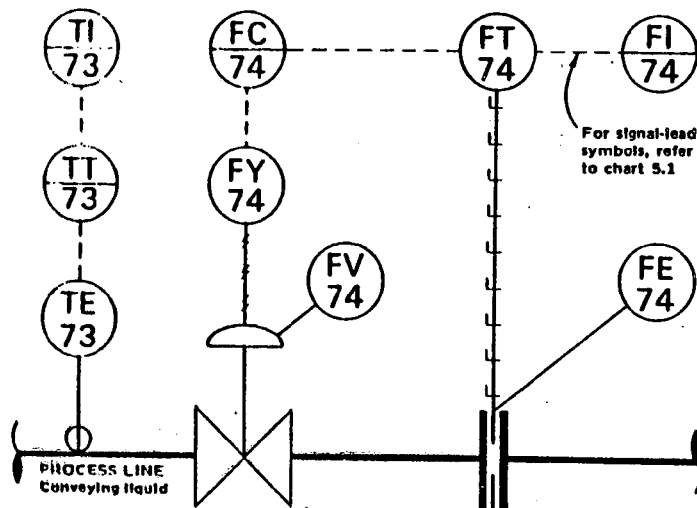 TI
73
FC
74
FT
74
FI
74
For signal-lead
symbols, refer
to chart 5.1
TT
73
FY
74
FV
74
FE
74
TE
73
PROCESS LINE
Conveying liquid